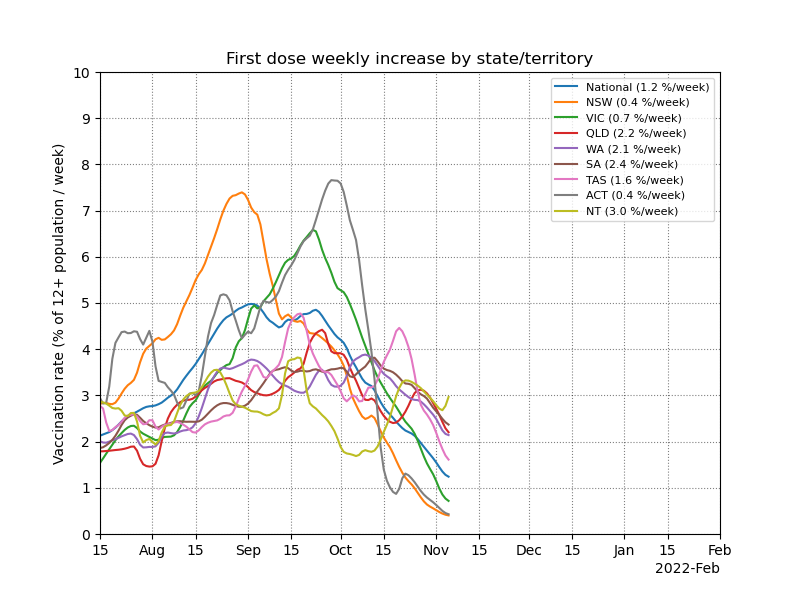 First dose weekly increase by state/territory
Vaccination rate (% of 12+ population / week)
10
9
8
7
6
5
4
3
2
1
0
National (1.2 %/week)
NSW (0.4 %/week)
VIC (0.7 %/week)
QLD (2.2 %/week)
WA (2.1 %/week)
SA (2.4 %/week)
TAS (1.6 %/week)
ACT (0.4 %/week)
NT (3.0 %/week)
15 Aug 15 Sep 15 Oct 15 Nov 15 Dec 15 Jan 15 Feb
2022-Feb